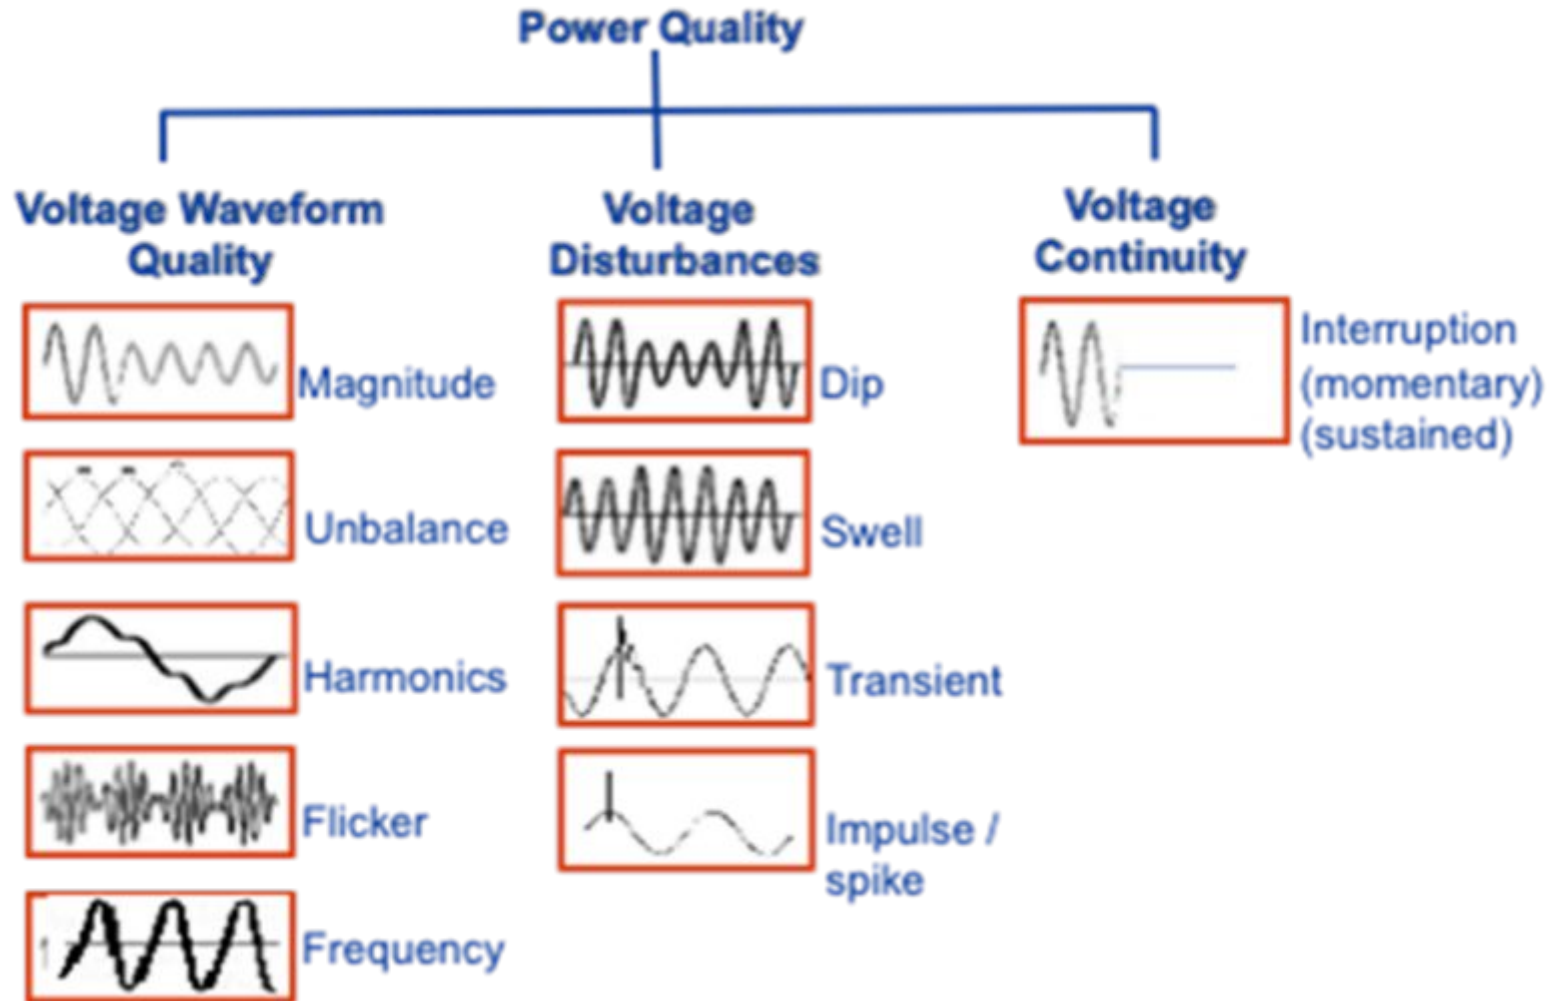 Power Quality
Voltage Waveform
Quality
Magnitude
Unbalance
Harmonics
Flicker
Frequency
Voltage
Disturbances
Dip
Swell
Transient
Impulse /
spike
Voltage
Continuity
Interruption
(momentary)
(sustained)